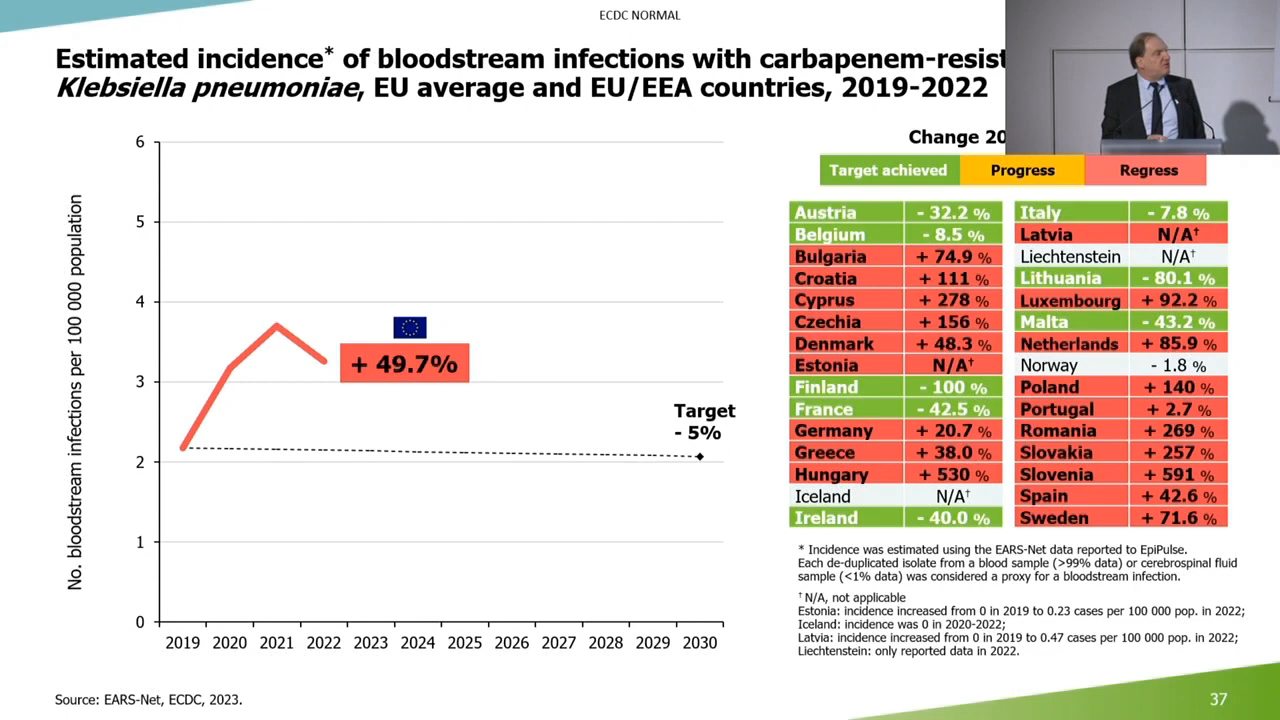 ECDC NORMAL
Estimated incidence* of bloodstream infections with carbapenem-resist
Klebsiella pneumoniae, EU average and EU/EEA countries, 2019-2022
Change 20
Target achieved Progress Regress
No. bloodstream infections per 100 000 population
6
5
4
3
2
1
0
2019 2020 2021 2022 2023 2024 2025 2026 2027 2028 2029 2030
+ 49.7%
Target
- 5%
Austria - 32.2 %
Belgium - 8.5 %
Bulgaria + 74.9 %
Croatia + 111 %
Cyprus + 278 %
Czechia + 156 %
Denmark + 48.3 %
Estonia N/A†
Finland - 100 %
France - 42.5 %
Germany + 20.7 %
Greece + 38.0 %
Hungary + 530 %
Iceland N/A†
Ireland - 40.0 %
Italy - 7.8 %
Latvia N/A†
Liechtenstein N/A†
Lithuania - 80.1 %
Luxembourg + 92.2 %
Malta - 43.2 %
Netherlands + 85.9 %
Norway - 1.8 %
Poland + 140 %
Portugal + 2.7 %
Romania + 269 %
Slovakia + 257 %
Slovenia + 591 %
Spain + 42.6 %
Sweden + 71.6 %
* Incidence was estimated using the EARS-Net data reported to EpiPulse.
Each de-duplicated isolate from a blood sample (>99% data) or cerebrospinal fluid
sample (<1% data) was considered a proxy for a bloodstream infection.
† N/A, not applicable
Estonia: incidence increased from 0 in 2019 to 0.23 cases per 100 000 pop. in 2022;
Iceland: incidence was 0 in 2020-2022;
Latvia: incidence increased from 0 in 2019 to 0.47 cases per 100 000 pop. in 2022;
Liechtenstein: only reported data in 2022.
Source: EARS-Net, ECDC, 2023.
37